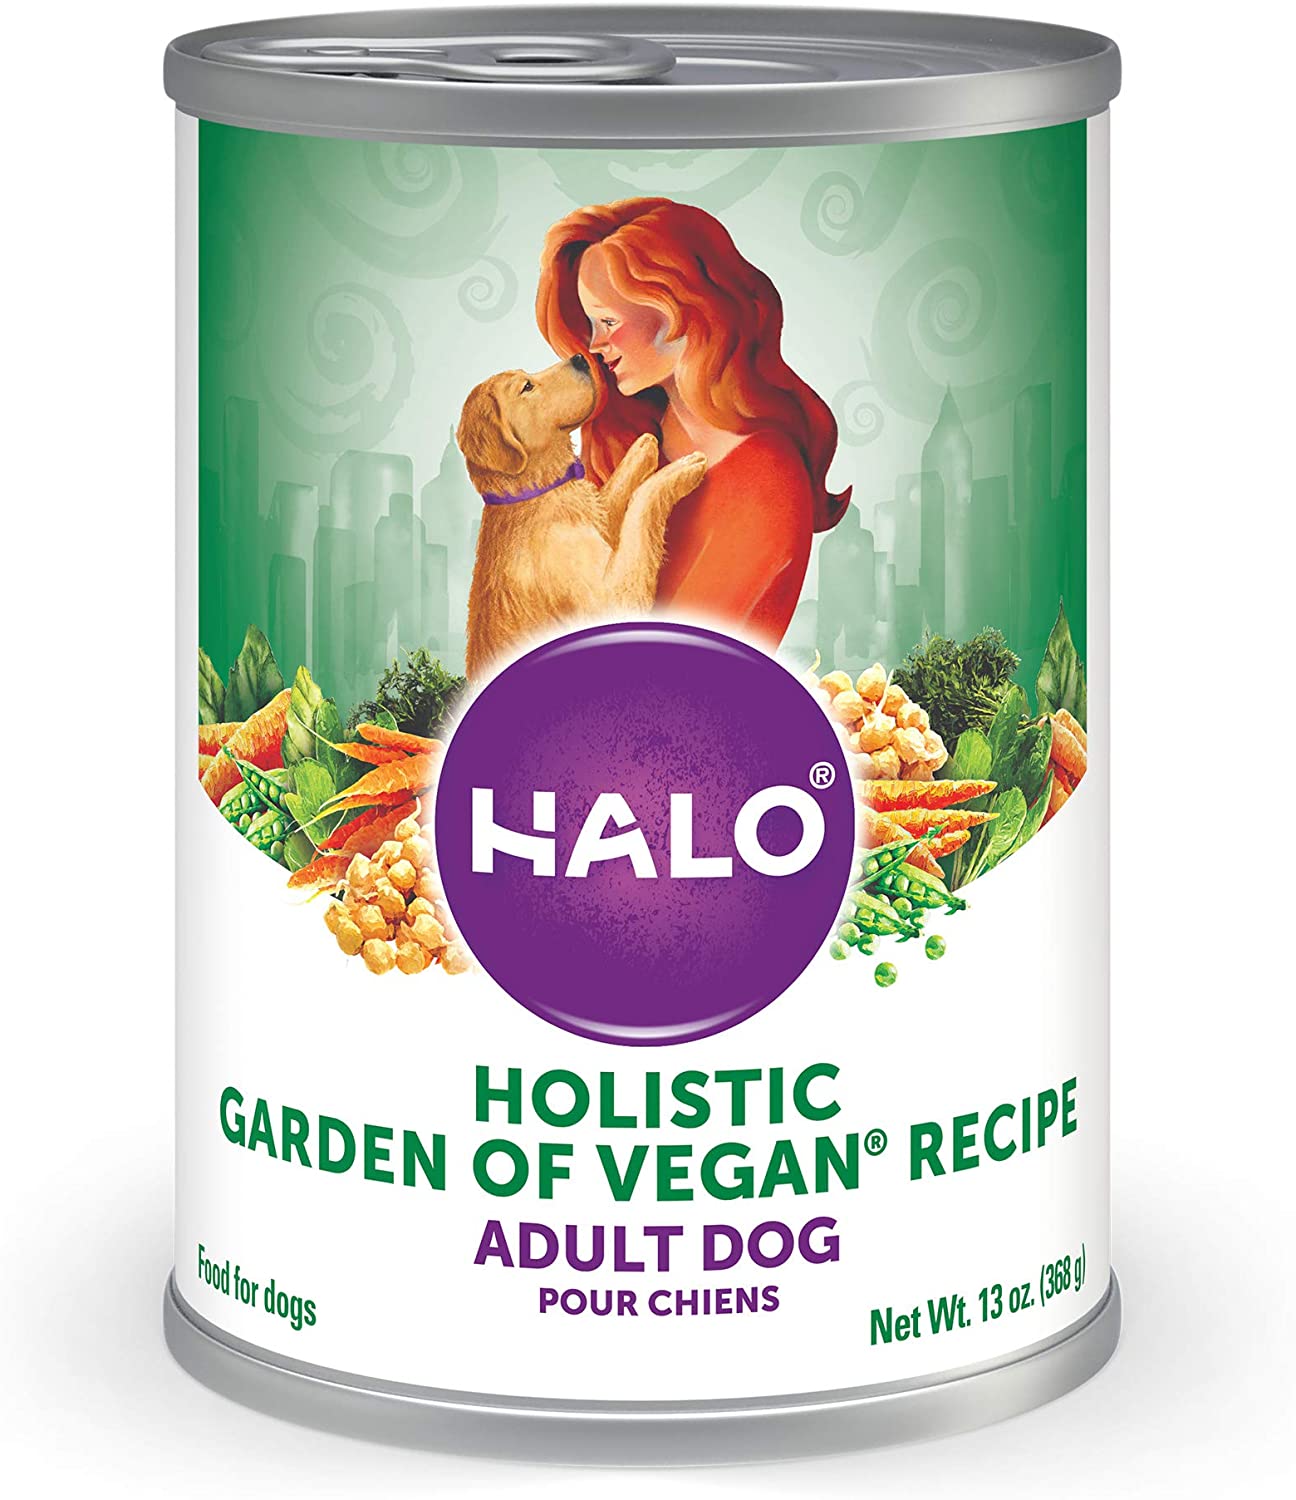 HALO®
HOLISTIC
GARDEN OF VEGAN® RECIPE
ADULT DOG
POUR CHIENS
Food for dogs
Net Wt. 13 oz. (368 g)